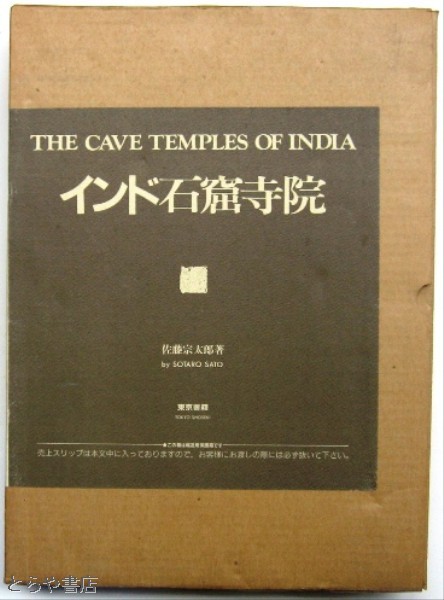 THE CAVE TEMPLES OF INDIA
インド石窟寺院
佐藤宗太郎著
by SOTARO SATO
東京書籍
TOKYO SHOSEKI
売上スリップは本文中に入っておりますので、お客様にお渡しの際には必ず抜いて下さい。
とらや書店